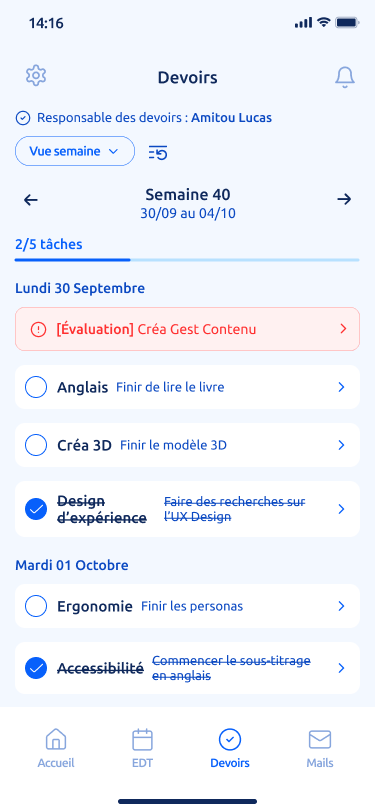 14:16
Devoirs
Responsable des devoirs : Amitou Lucas
Vue semaine
Semaine 40
30/09 au 04/10
2/5 tâches
Lundi 30 Septembre
[Évaluation] Créa Gest Contenu
Anglais Finir de lire le livre
Créa 3D Finir le modèle 3D
Design
d'expérience
Faire des recherches sur
l'UX Design
Mardi 01 Octobre
Ergonomie Finir les personas
Accessibilité
Commencer le sous-titrage
en anglais
Accueil EDT Devoirs Mails